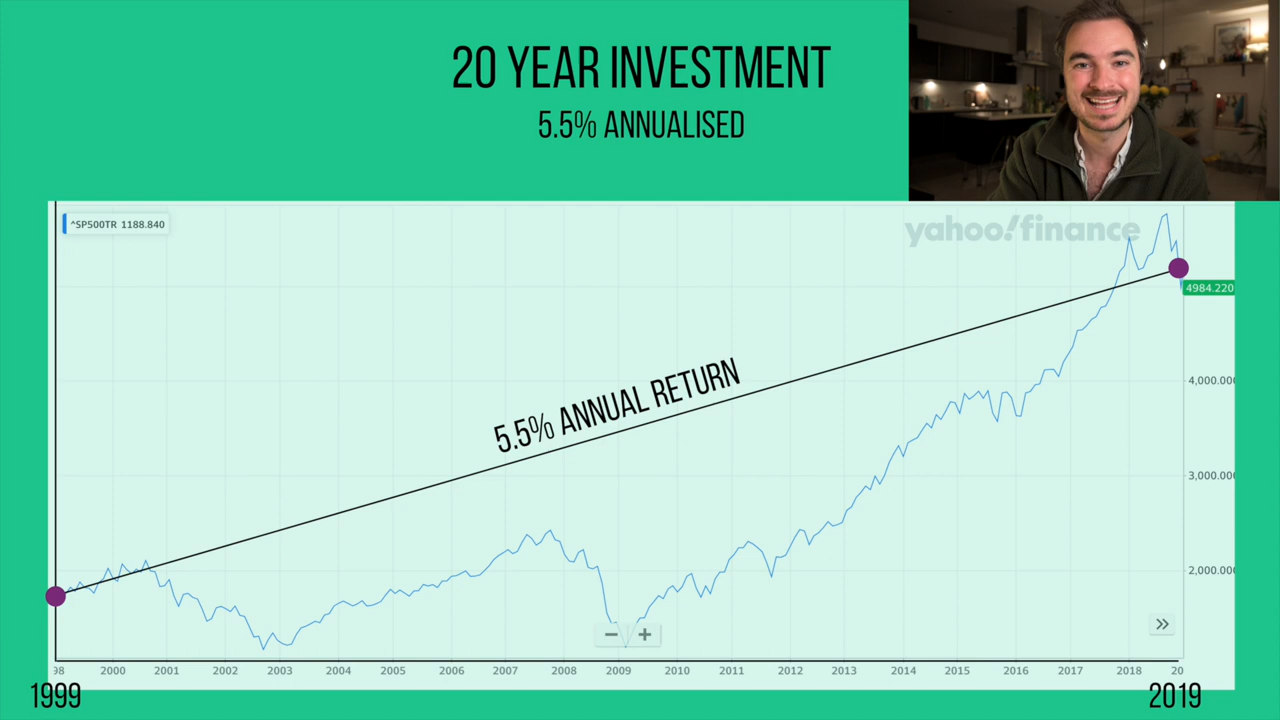 20 YEAR INVESTMENT
5.5% ANNUALISED
^SP500TR 1188.840
yahoo!finance
4984.220
5.5% ANNUAL RETURN
4,000.000
3,000.000
2,000.000
98 2000 2001 2002 2003 2004 2005 2006 2007 2008 2009 2010 2011 2012 2013 2014 2015 2016 2017 2018 20
1999 2019